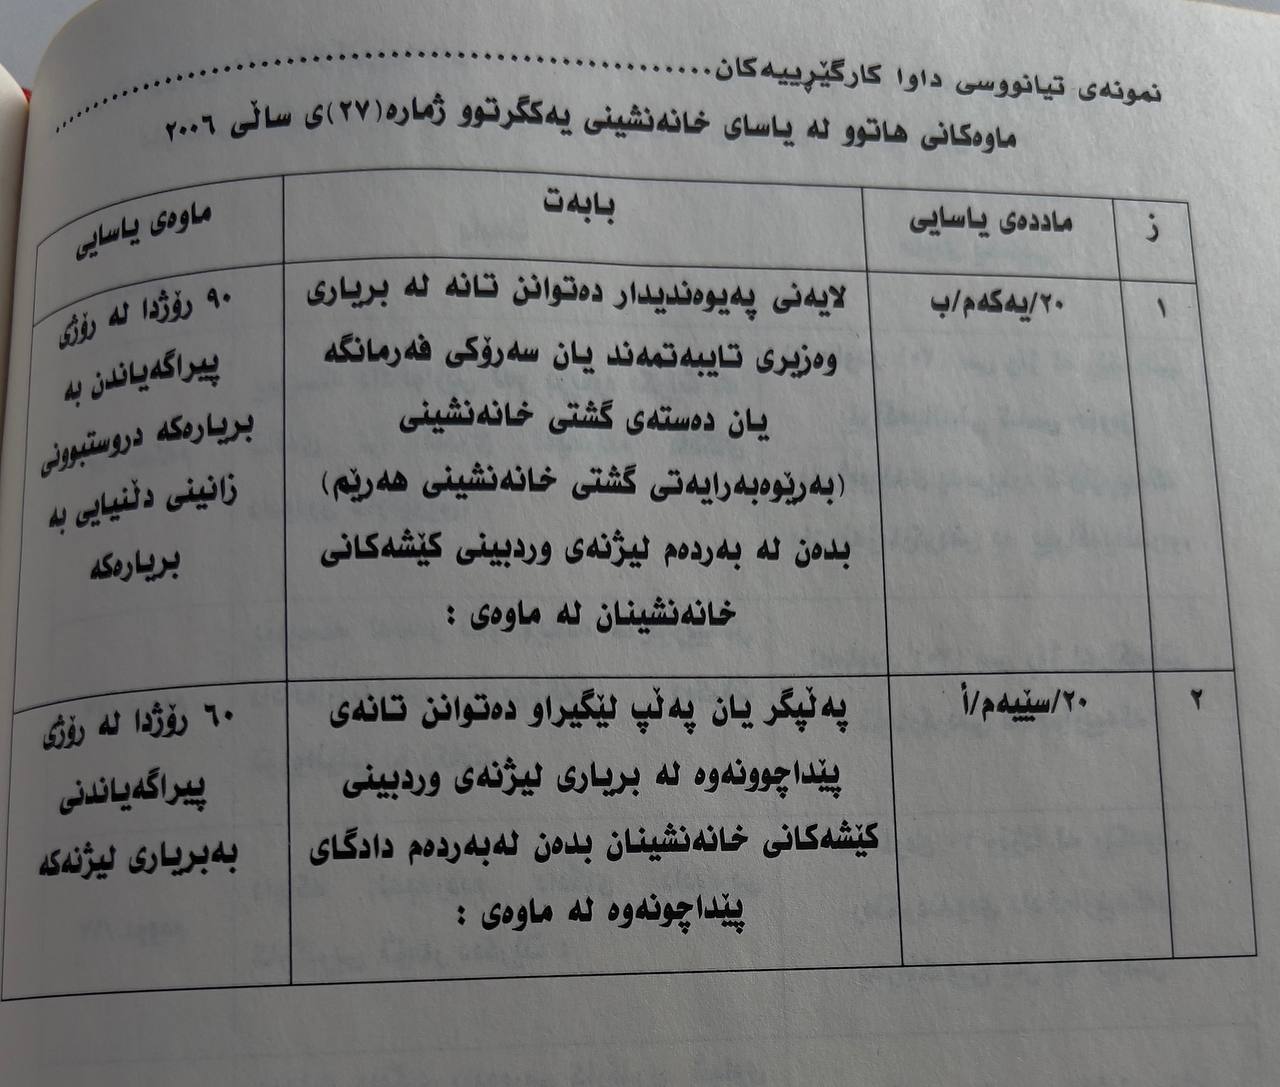 نمونەی تیانووسی داوا کارگێڕییەکان......................................................
ماوەکانی هاتوو لە یاسای خانەنشینی یەکگرتوو ژمارە(٢٧)ی ساڵی ٢٠٠٦
ز
ماددەی یاسایی
بابەت
ماوەی یاسایی
١
٢٠/یەکەم/ب
لایەنی پەیوەندیدار دەتوانن تانە لە بریاری
وەزیری تایبەتمەند یان سەرۆکی فەرمانگە
یان دەستەی گشتی خانەنشینی
(بەرێوەبەرایەتی گشتی خانەنشینی هەرێم)
بدەن لە بەردەم لیژنەی وردبینی کێشەکانی
خانەنشینان لە ماوەی :
٩٠ رۆژدا لە رۆژی
پیراگەیاندن بە
بریارەکە دروستبوونی
زانینی دڵنیایی بە
بریارەکە
٢
٢٠/سێیەم/أ
پەڵپگر یان پەڵپ لێگیراو دەتوانن تانەی
پێداچوونەوە لە بریاری لیژنەی وردبینی
کێشەکانی خانەنشینان بدەن لەبەردەم دادگای
پێداچونەوە لە ماوەی :
٦٠ رۆژدا لە رۆژی
پیراگەیاندنی
بەبریاری لیژنەکە